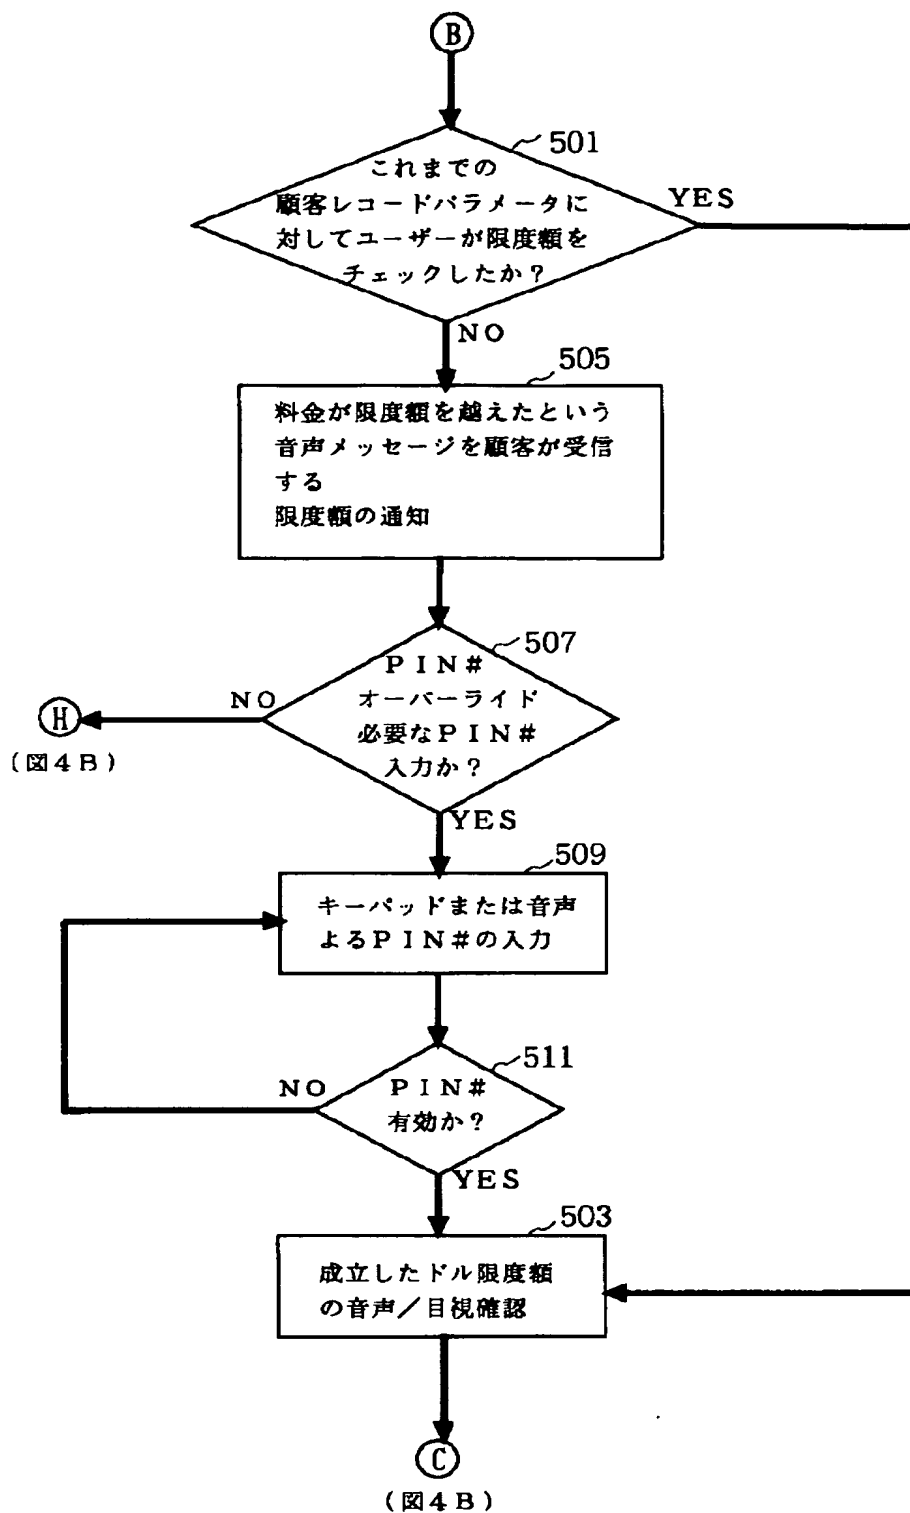 B
501
これまでの
顧客レコードパラメータに
対してユーザーが限度額を
チェックしたか？
YES
NO
505
料金が限度額を越えたという
音声メッセージを顧客が受信
する
限度額の通知
507
ＰＩＮ＃
オーバーライド
必要なＰＩＮ＃
入力か？
NO
H
(図４Ｂ)
YES
509
キーパッドまたは音声
よるＰＩＮ＃の入力
511
ＰＩＮ＃
有効か？
NO
YES
503
成立したドル限度額
の音声／目視確認
C
(図４Ｂ)